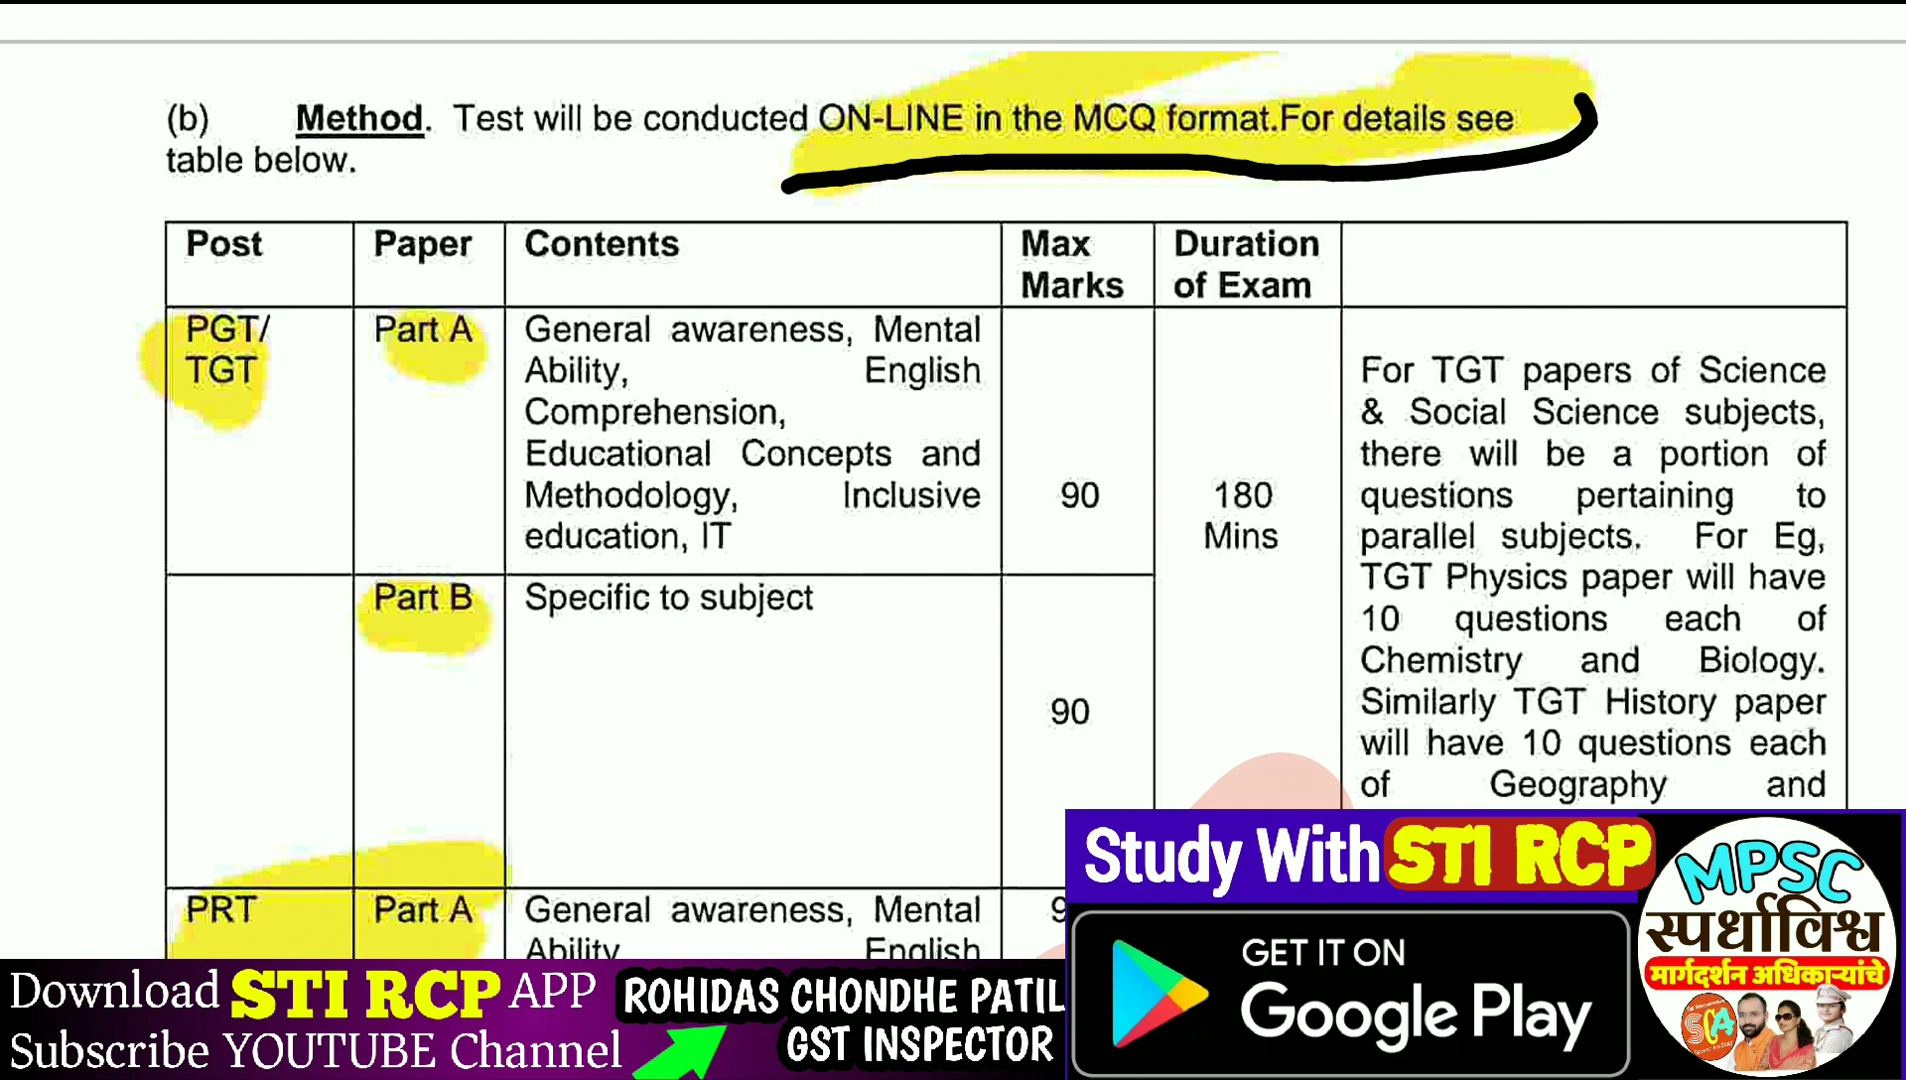 (b) Method. Test will be conducted ON-LINE in the MCQ format.For details see
table below.
Post Paper Contents Max Marks Duration of Exam
PGT/
TGT
Part A
General awareness, Mental
Ability, English
Comprehension,
Educational Concepts and
Methodology, Inclusive
education, IT
90
180
Mins
For TGT papers of Science
& Social Science subjects,
there will be a portion of
questions pertaining to
parallel subjects. For Eg,
TGT Physics paper will have
10 questions each of
Chemistry and Biology.
Similarly TGT History paper
will have 10 questions each
of Geography and
Part B
Specific to subject
90
PRT
Part A
General awareness, Mental
Ability English
Study With STI RCP
GET IT ON
Google Play
MPSC
स्पर्धाविश्व
मार्गदर्शन अधिकाऱ्यांचे
SCA
Download STI RCP APP
Subscribe YOUTUBE Channel
ROHIDAS CHONDHE PATIL
GST INSPECTOR